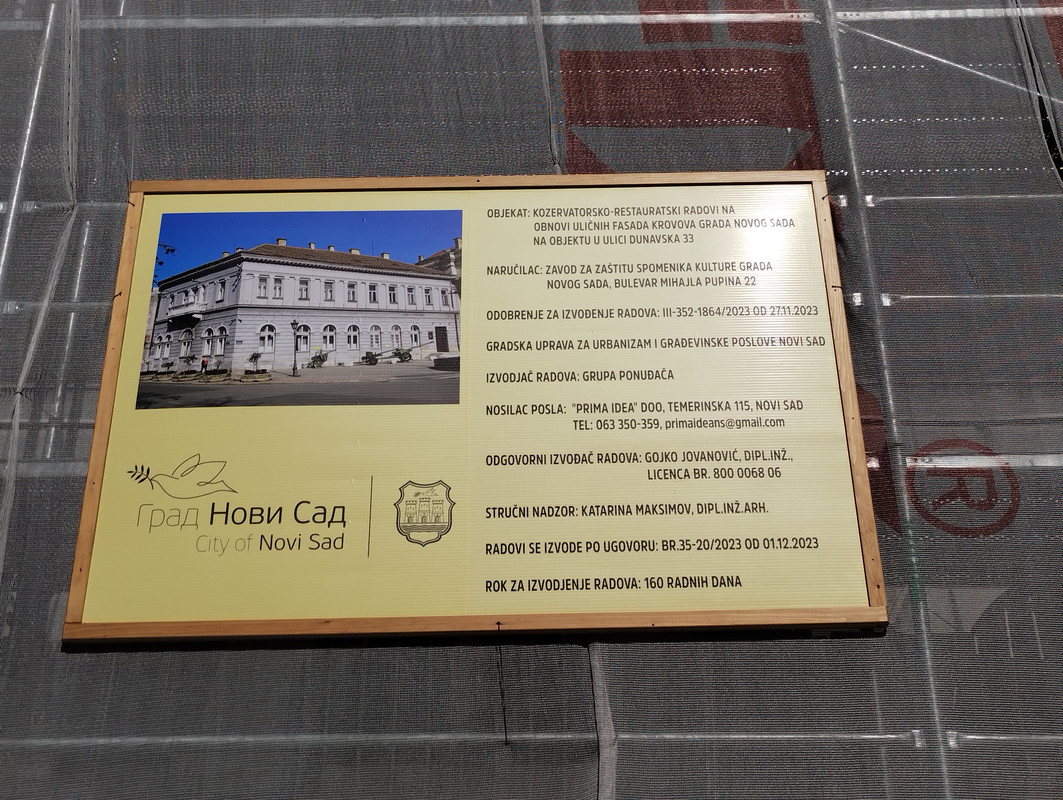 OBJEKAT: KOZERVATORSKO-RESTAURATSKI RADOVI NA
OBNOVI ULIČNIH FASADA KROVOVA GRADA NOVOG SADA
NA OBJEKTU U ULICI DUNAVSKA 33
NARUČILAC: ZAVOD ZA ZAŠTITU SPOMENIKA KULTURE GRADA
NOVOG SADA, BULEVAR MIHAJLA PUPINA 22
ODOBRENJE ZA IZVOĐENJE RADOVA: III-352-1864/2023 OD 27.11.2023
GRADSKA UPRAVA ZA URBANIZAM I GRAĐEVINSKE POSLOVE NOVI SAD
IZVODJAČ RADOVA: GRUPA PONUĐAČA
NOSILAC POSLA: "PRIMA IDEA" DOO, TEMERINSKA 115, NOVI SAD
TEL: 063 350-359, primaideans@gmail.com
ODGOVORNI IZVOĐAČ RADOVA: GOJKO JOVANOVIĆ, DIPL.INŽ.,
LICENCA BR. 800 0068 06
STRUČNI NADZOR: KATARINA MAKSIMOV, DIPL.INŽ.ARH.
RADOVI SE IZVODE PO UGOVORU: BR.35-20/2023 OD 01.12.2023
ROK ZA IZVODJENJE RADOVA: 160 RADNIH DANA
Град Нови Сад
City of Novi Sad
®